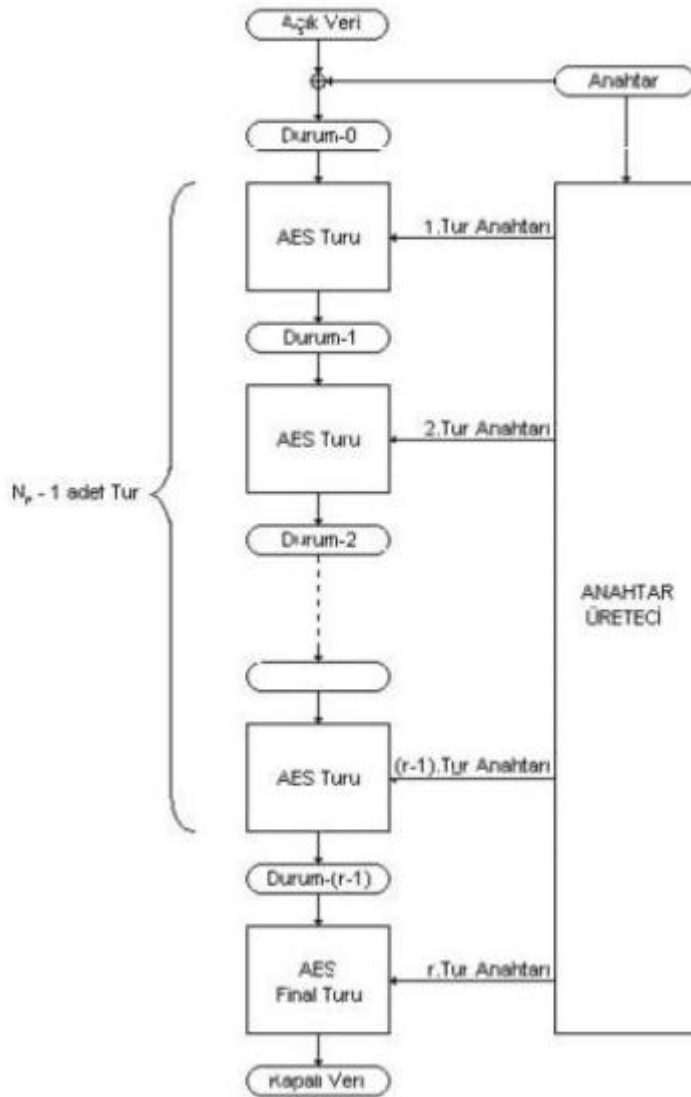 Açık Veri
Anahtar
Durum-0
AES Turu
1.Tur Anahtarı
Durum-1
AES Turu
2.Tur Anahtarı
Nr - 1 adet Tur
Durum-2
ANAHTAR
ÜRETECİ
AES Turu
(r-1).Tur Anahtarı
Durum-(r-1)
AES
Final Turu
r.Tur Anahtarı
Kapalı Veri